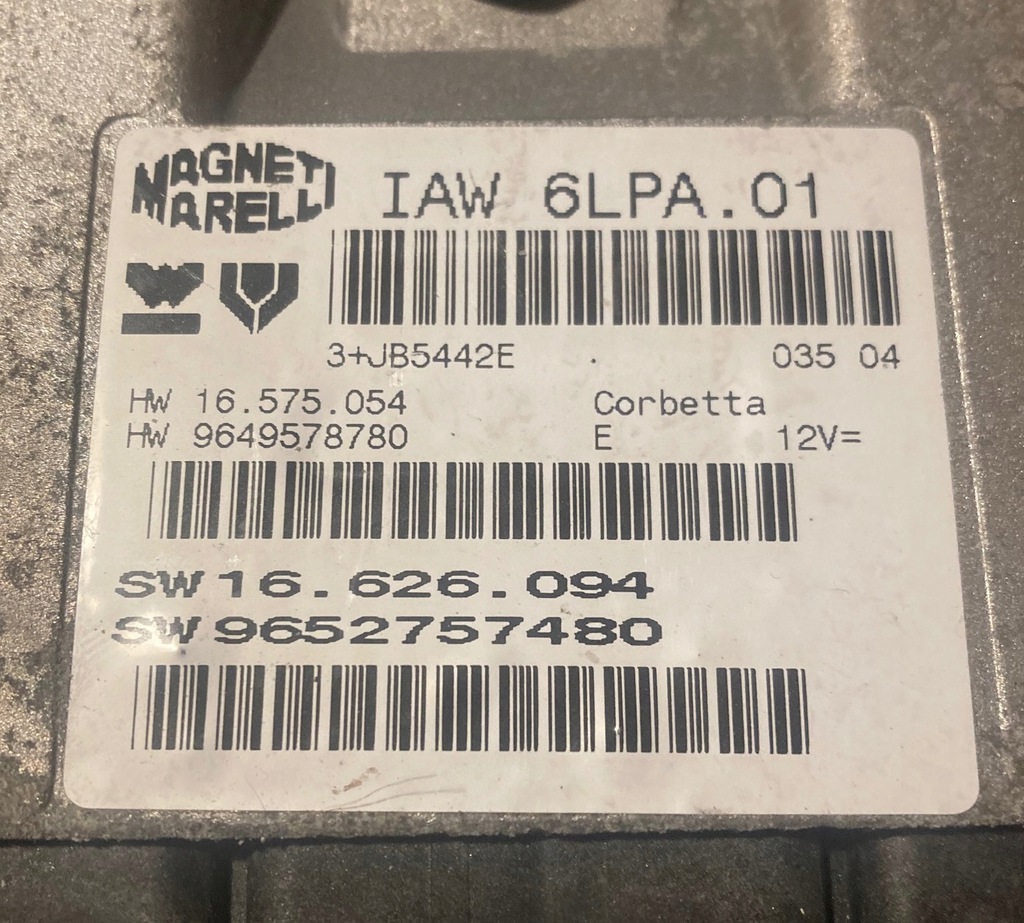 MAGNETI
MARELLI
IAW 6LPA.01
3+JB5442E 035 04
HW 16.575.054 Corbetta
HW 9649578780 E 12V=
SW 16.626.094
SW 9652757480